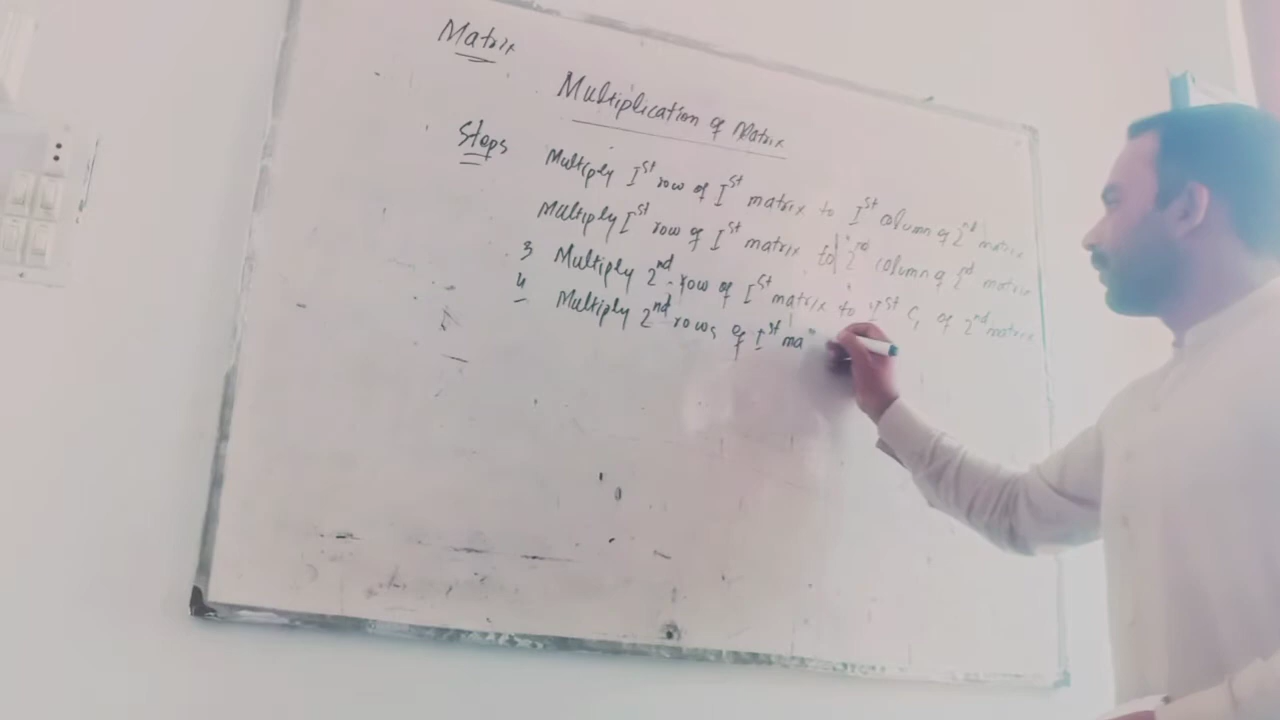 Matrix
Multiplication of Matrix
Steps
Multiply Ist row of Ist matrix to Ist column of 2nd matrix
Multiply Ist row of Ist matrix to 2nd column of 2nd matrix
3 Multiply 2nd row of Ist matrix to Ist C1 of 2nd matrix
4 Multiply 2nd rows of Ist ma